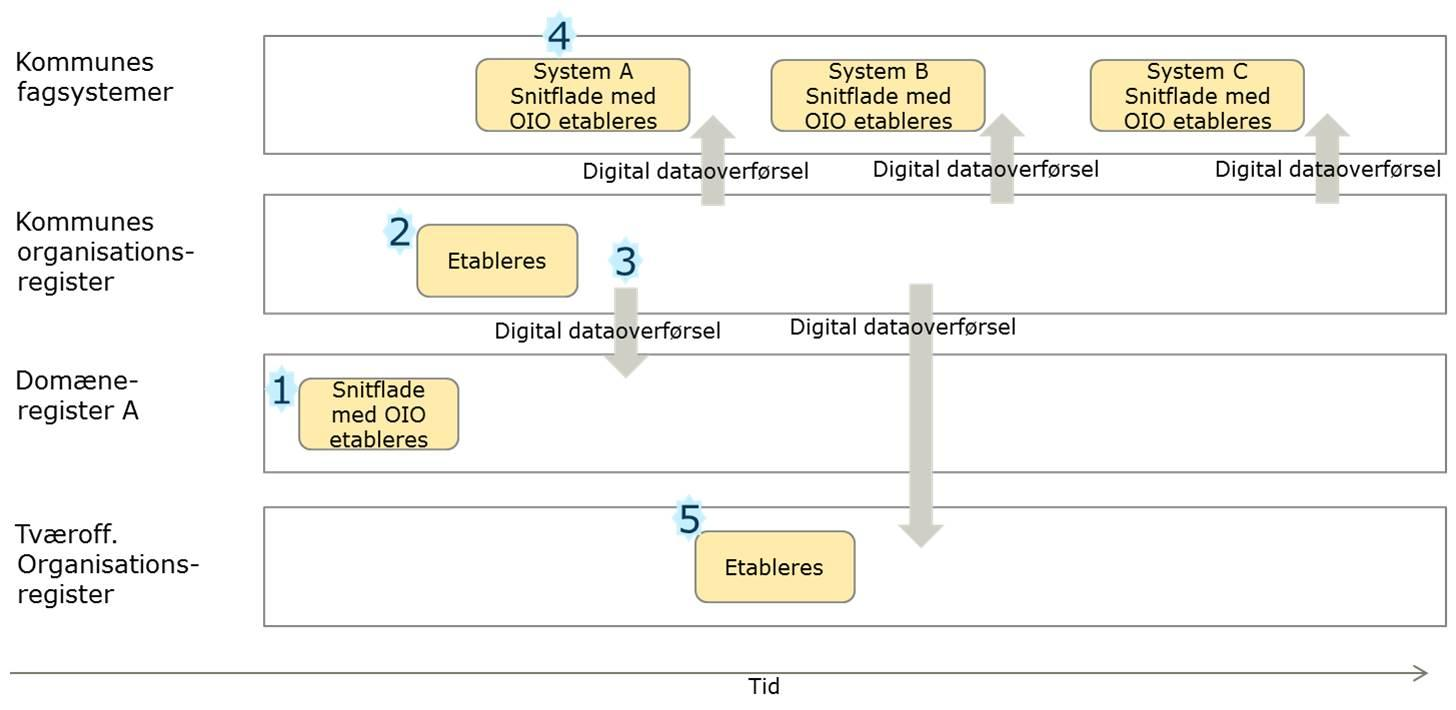 4
Kommunes
fagsystemer
System A
Snitflade med
OIO etableres
System B
Snitflade med
OIO etableres
System C
Snitflade med
OIO etableres
Digital dataoverførsel
Digital dataoverførsel
Digital dataoverførsel
Kommunes
organisations-
register
2
Etableres
3
Digital dataoverførsel
Digital dataoverførsel
Domæne-
register A
1
Snitflade
med OIO
etableres
Tværoff.
Organisations-
register
5
Etableres
Tid